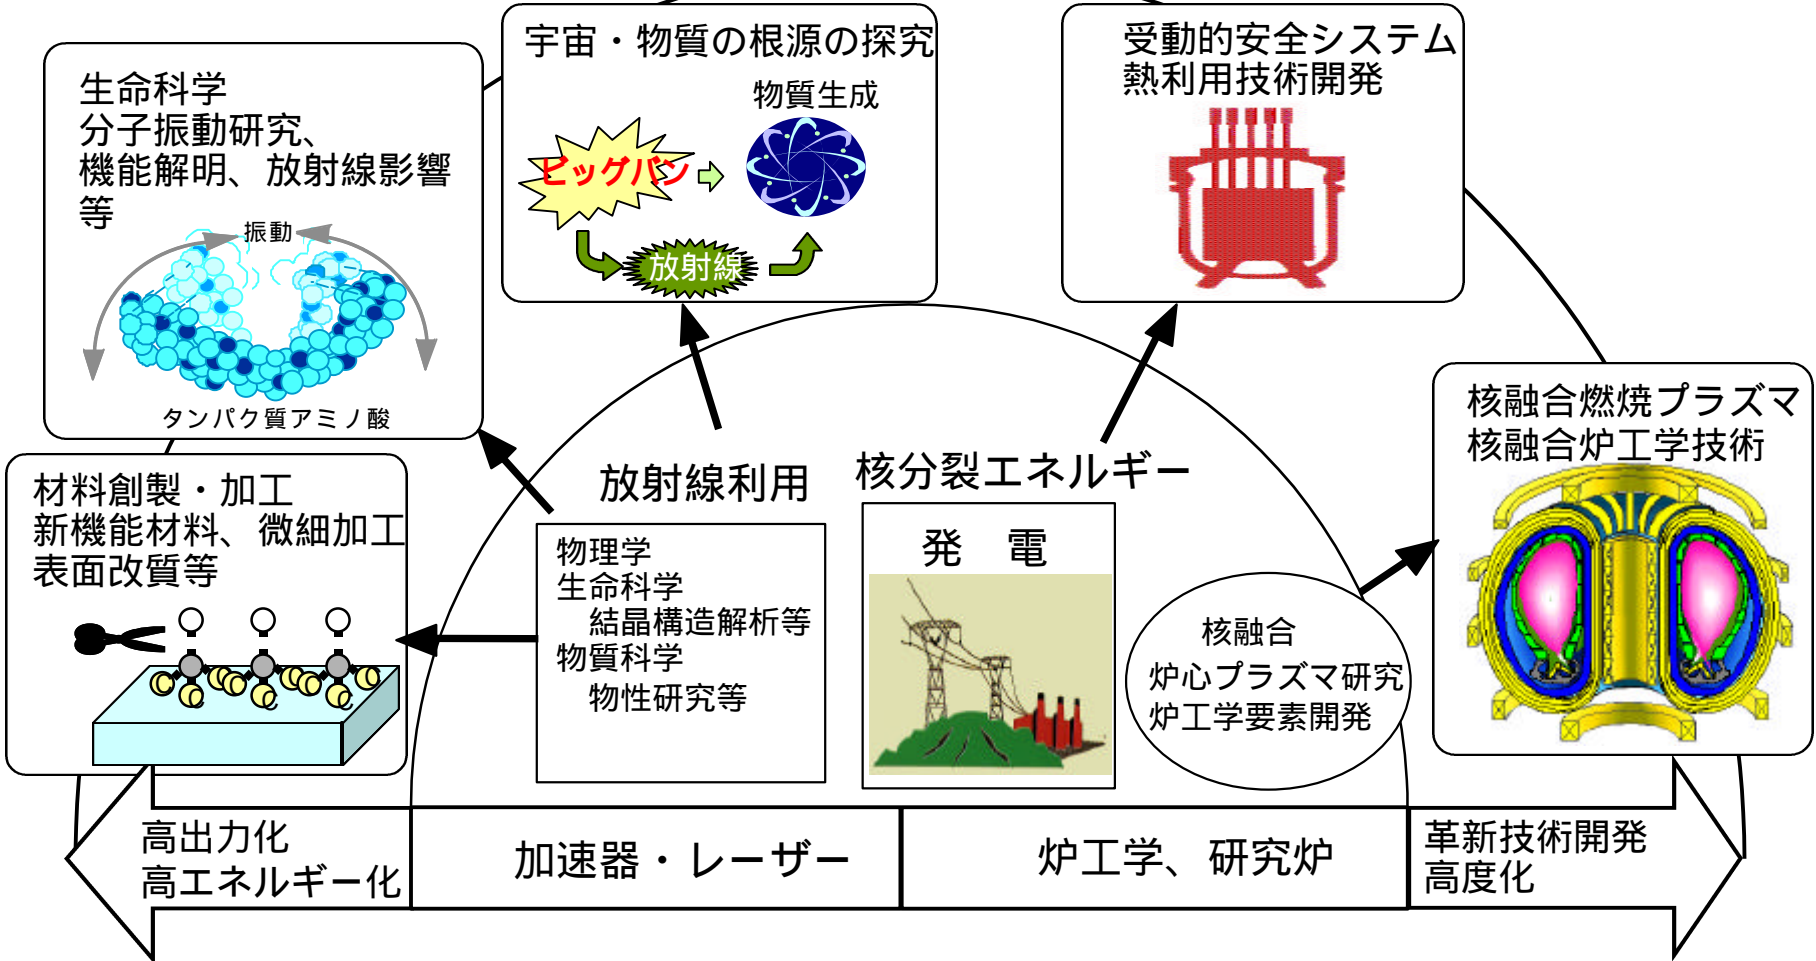 宇宙・物質の根源の探究
物質生成
ビッグバン
放射線
受動的安全システム
熱利用技術開発
生命科学
分子振動研究、
機能解明、放射線影響
等
振動
タンパク質アミノ酸
核融合燃焼プラズマ
核融合炉工学技術
材料創製・加工
新機能材料、微細加工
表面改質等
放射線利用
物理学
生命科学
結晶構造解析等
物質科学
物性研究等
核分裂エネルギー
発 電
核融合
炉心プラズマ研究
炉工学要素開発
高出力化
高エネルギー化
加速器・レーザー
炉工学、研究炉
革新技術開発
高度化